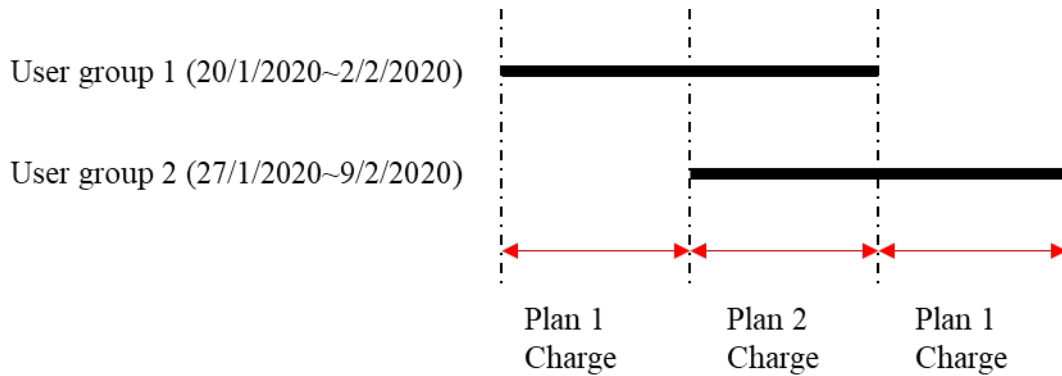 User group 1 (20/1/2020~2/2/2020)
User group 2 (27/1/2020~9/2/2020)
Plan 1
Charge
Plan 2
Charge
Plan 1
Charge